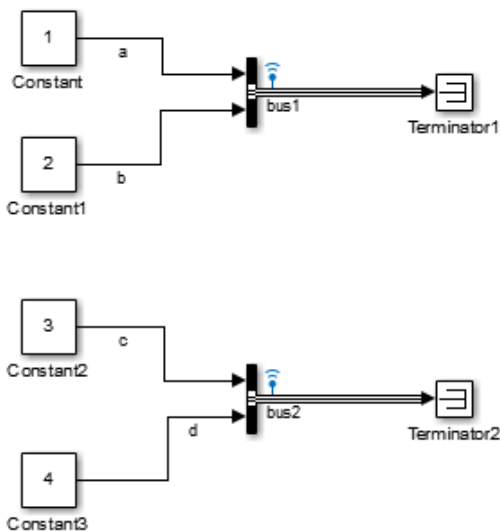 1
a
Constant
bus1
Terminator1
2
b
Constant1
3
c
Constant2
bus2
d
Terminator2
4
Constant3